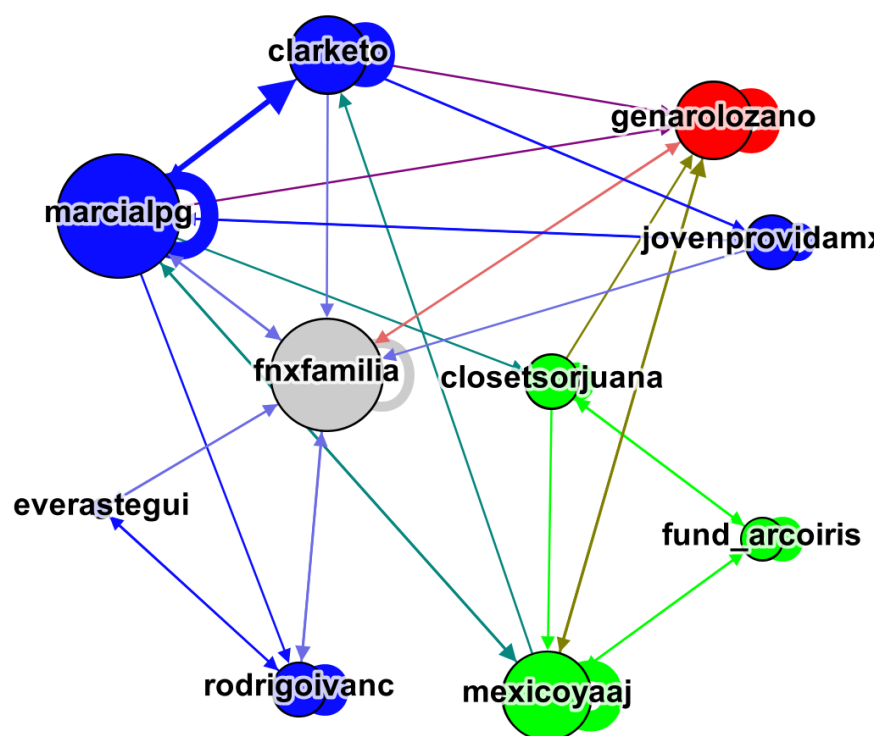 clarketo
genarolozano
marcialpg
jovenprovidamx
fnxfamilia
closetsorjuana
everastegui
fund_arcoiris
rodrigoivanc
mexicoyaaj